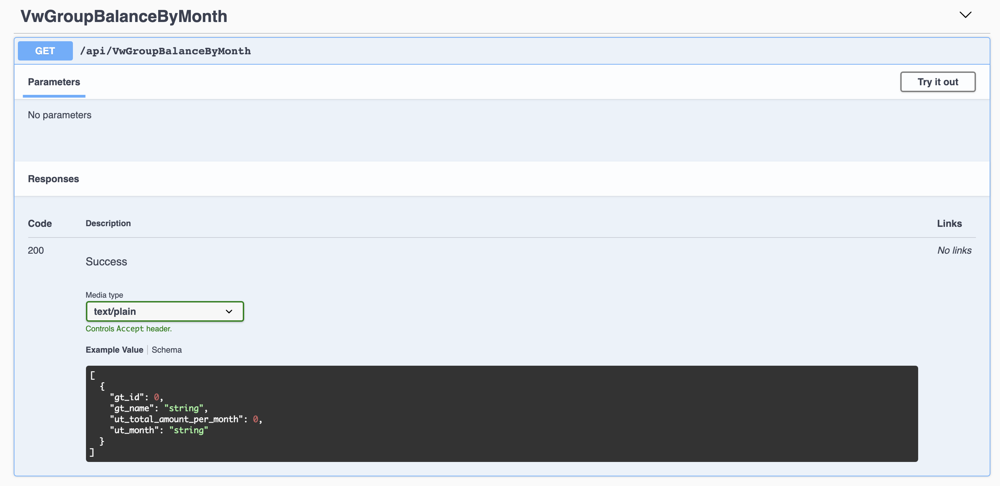 VwGroupBalanceByMonth
GET /api/VwGroupBalanceByMonth
Parameters Try it out
No parameters
Responses
Code Description Links
200 No links
Success
Media type
text/plain
Controls Accept header.
Example Value Schema
[
  {
    "gt_id": 0,
    "gt_name": "string",
    "ut_total_amount_per_month": 0,
    "ut_month": "string"
  }
]